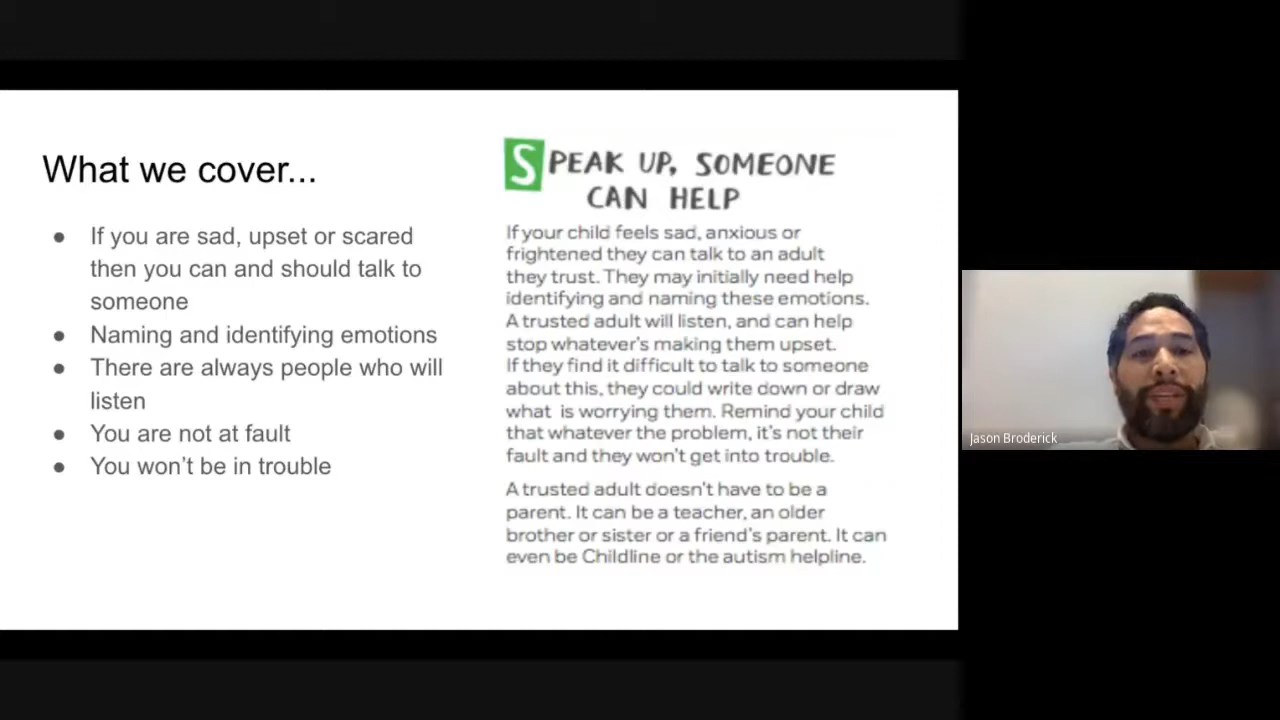 What we cover...
● If you are sad, upset or scared
then you can and should talk to
someone
● Naming and identifying emotions
● There are always people who will
listen
● You are not at fault
● You won't be in trouble
SPEAK UP, SOMEONE
CAN HELP
If your child feels sad, anxious or
frightened they can talk to an adult
they trust. They may initially need help
identifying and naming these emotions.
A trusted adult will listen, and can help
stop whatever's making them upset.
If they find it difficult to talk to someone
about this, they could write down or draw
what is worrying them. Remind your child
that whatever the problem, it's not their
fault and they won't get into trouble.
A trusted adult doesn't have to be a
parent. It can be a teacher, an older
brother or sister or a friend's parent. It can
even be Childline or the autism helpline.
Jason Broderick